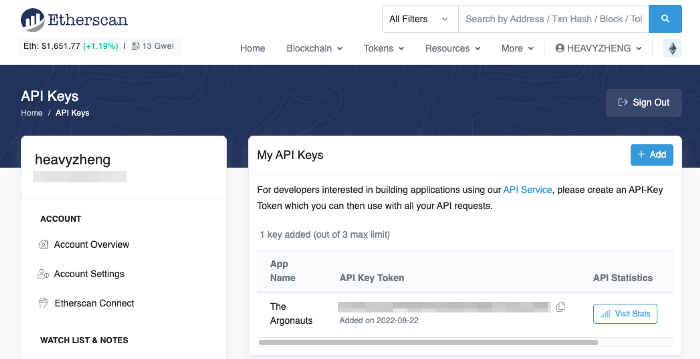 Etherscan
All Filters
Search by Address / Txn Hash / Block / Tol
Eth: $1,651.77 (+1.19%) | 13 Gwei
Home Blockchain Tokens Resources More HEAVYZHENG
API Keys
Home / API Keys
Sign Out
heavyzheng
ACCOUNT
Account Overview
Account Settings
Etherscan Connect
WATCH LIST & NOTES
My API Keys
+ Add
For developers interested in building applications using our API Service, please create an API-Key
Token which you can then use with all your API requests.
1 key added (out of 3 max limit)
App
Name
API Key Token
API Statistics
The
Argonauts
Added on 2022-08-22
Visit Stats